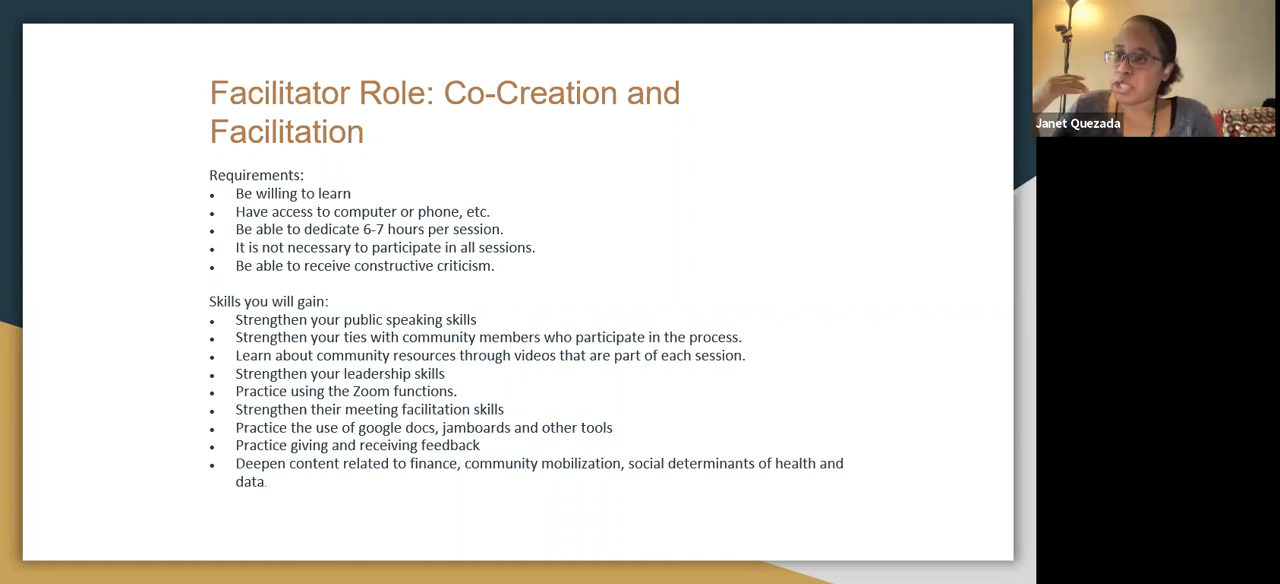 Facilitator Role: Co-Creation and
Facilitation
Requirements:
• Be willing to learn
• Have access to computer or phone, etc.
• Be able to dedicate 6-7 hours per session.
• It is not necessary to participate in all sessions.
• Be able to receive constructive criticism.
Skills you will gain:
• Strengthen your public speaking skills
• Strengthen your ties with community members who participate in the process.
• Learn about community resources through videos that are part of each session.
• Strengthen your leadership skills
• Practice using the Zoom functions.
• Strengthen their meeting facilitation skills
• Practice the use of google docs, jamboards and other tools
• Practice giving and receiving feedback
• Deepen content related to finance, community mobilization, social determinants of health and
data.
Janet Quezada